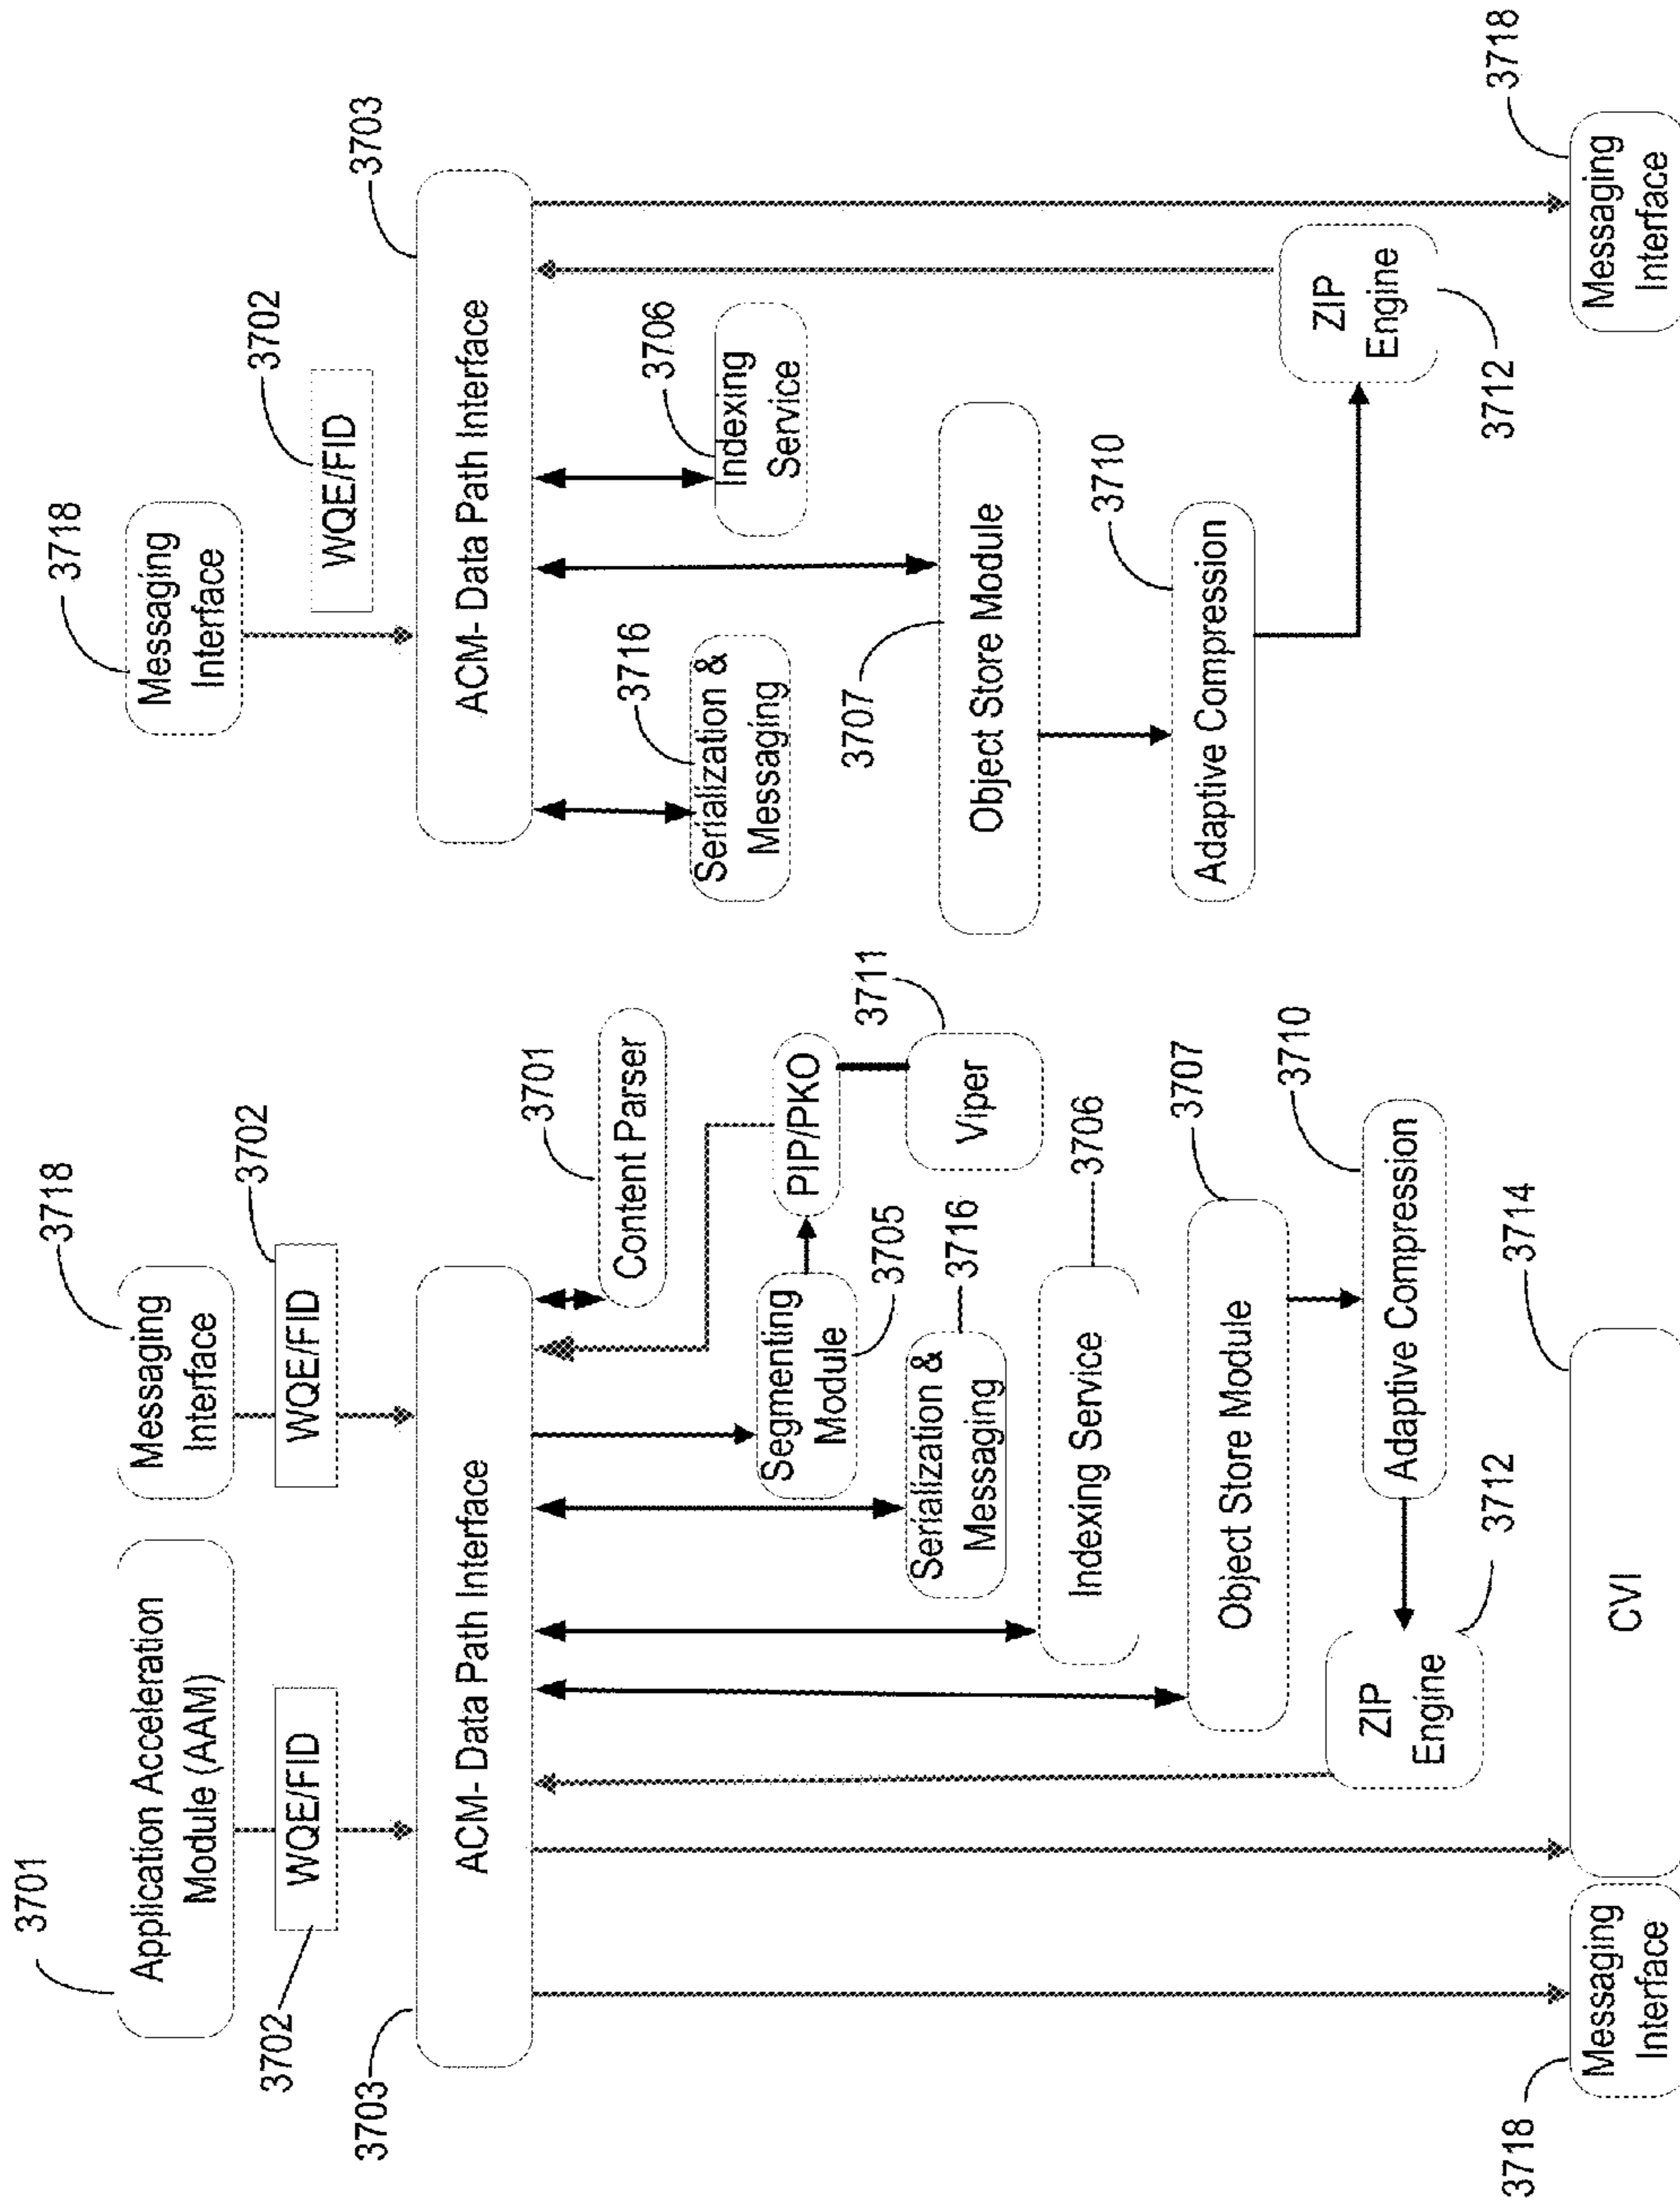 3701
Application Acceleration
Module (AAM)
3718
Messaging
Interface
WQE/FID
3702
WQE/FID
3702
3703
ACM- Data Path Interface
3701
Content Parser
Segmenting
Module
3705
PIP/PKO
3711
Viper
Serialization &
Messaging
3716
Indexing Service
3706
3707
Object Store Module
3710
Adaptive Compression
ZIP
Engine
3712
3714
CVI
3718
Messaging
Interface
3718
Messaging
Interface
WQE/FID
3702
3703
ACM- Data Path Interface
3716
Serialization &
Messaging
3706
Indexing
Service
3707
Object Store Module
3710
Adaptive Compression
ZIP
Engine
3712
3718
Messaging
Interface